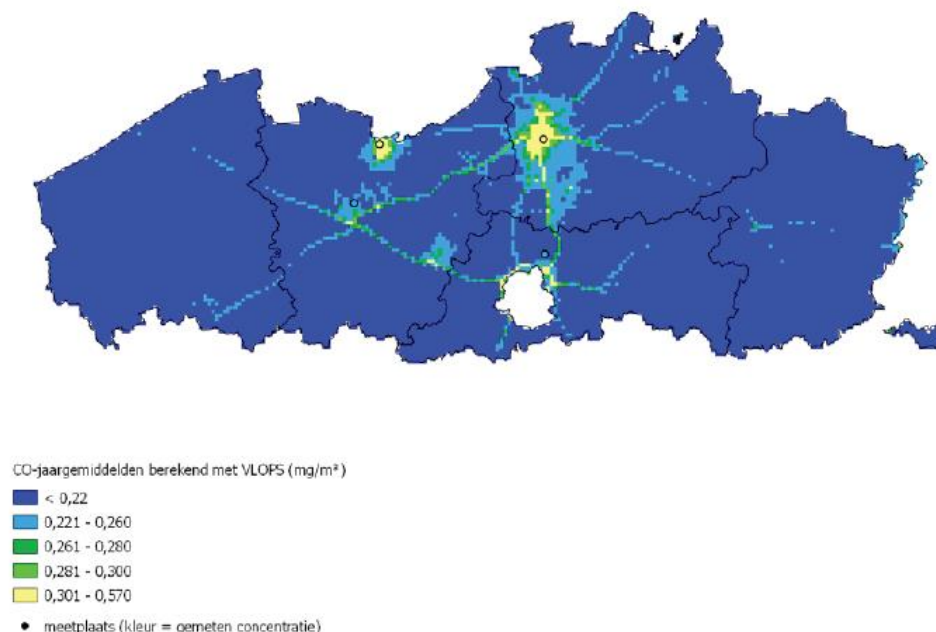 CO-jaargemiddelden berekend met VLOPS (mg/m³)
< 0,22
0,221 - 0,260
0,261 - 0,280
0,281 - 0,300
0,301 - 0,570
meetplaats (kleur = gemeten concentratie)